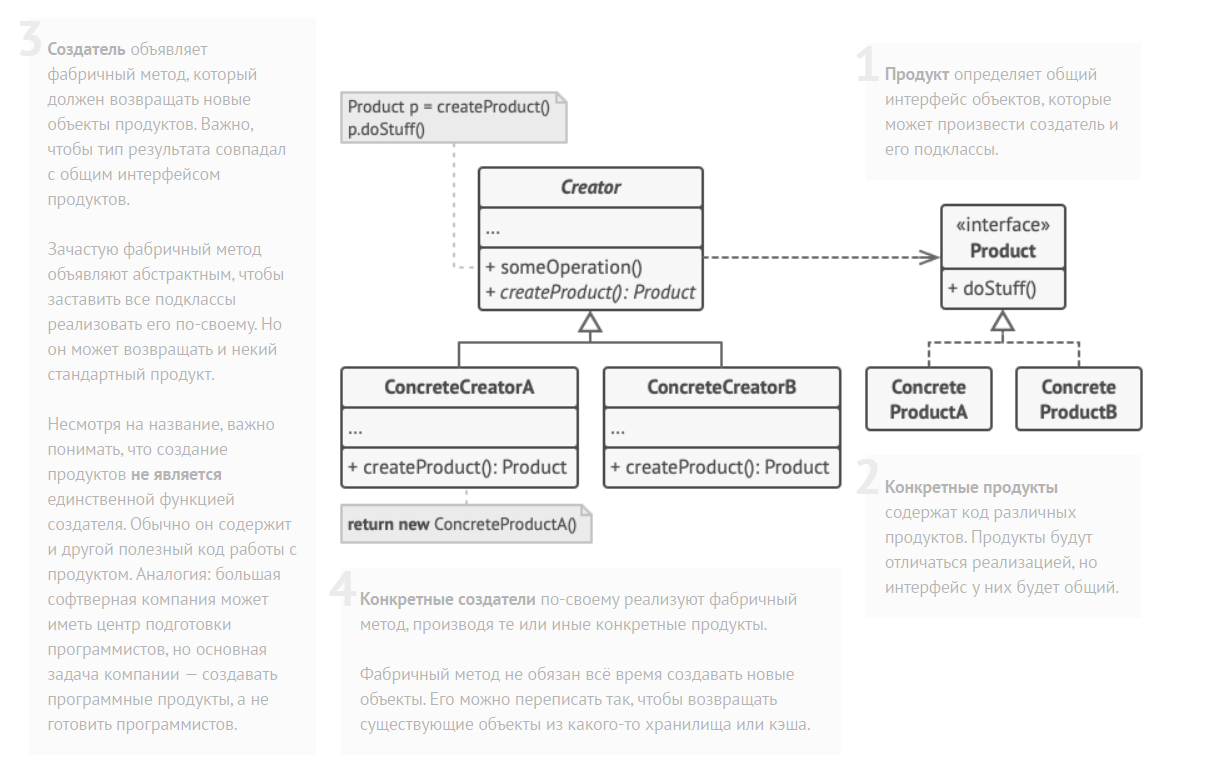 3
Создатель объявляет
фабричный метод, который
должен возвращать новые
объекты продуктов. Важно,
чтобы тип результата совпадал
с общим интерфейсом
продуктов.
Зачастую фабричный метод
объявляют абстрактным, чтобы
заставить все подклассы
реализовать его по-своему. Но
он может возвращать и некий
стандартный продукт.
Несмотря на название, важно
понимать, что создание
продуктов не является
единственной функцией
создателя. Обычно он содержит
и другой полезный код работы с
продуктом. Аналогия: большая
софтверная компания может
иметь центр подготовки
программистов, но основная
задача компании — создавать
программные продукты, а не
готовить программистов.
Product p = createProduct()
p.doStuff()
Creator
...
+ someOperation()
+ createProduct(): Product
ConcreteCreatorA
...
+ createProduct(): Product
return new ConcreteProductA()
ConcreteCreatorB
...
+ createProduct(): Product
1
Продукт определяет общий
интерфейс объектов, которые
может произвести создатель и
его подклассы.
«interface»
Product
+ doStuff()
Concrete
ProductA
Concrete
ProductB
2
Конкретные продукты
содержат код различных
продуктов. Продукты будут
отличаться реализацией, но
интерфейс у них будет общий.
4
Конкретные создатели по-своему реализуют фабричный
метод, производя те или иные конкретные продукты.
Фабричный метод не обязан всё время создавать новые
объекты. Его можно переписать так, чтобы возвращать
существующие объекты из какого-то хранилища или кэша.